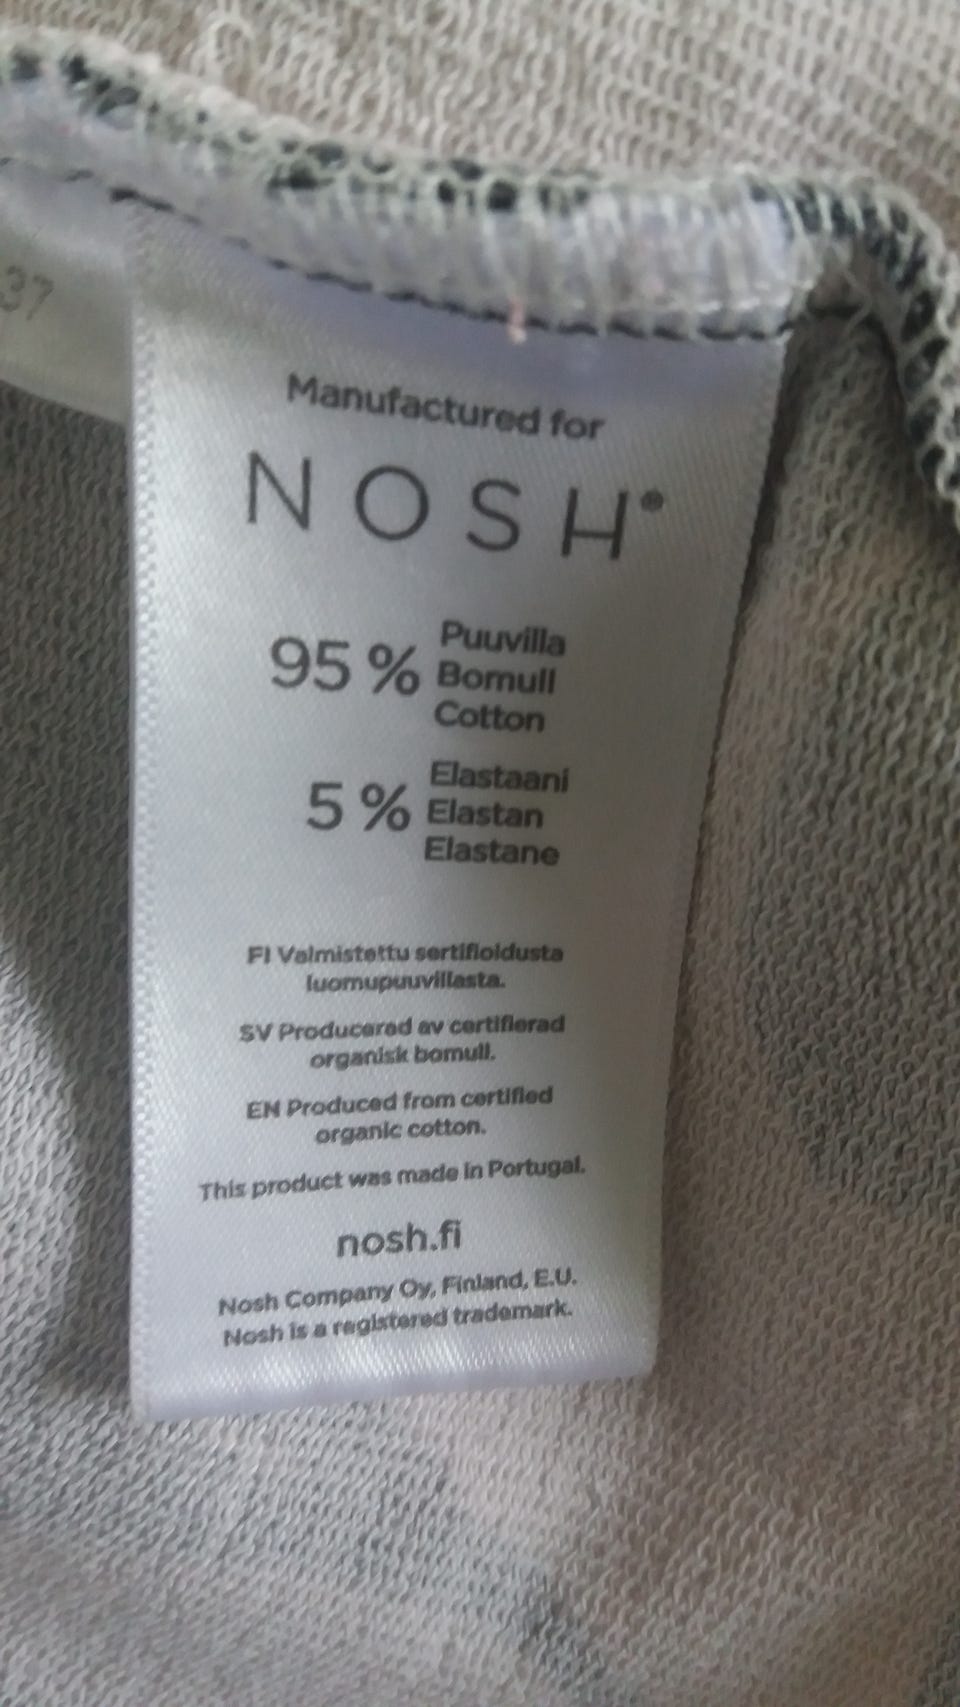 37
Manufactured for
NOSH®
95 % Puuvilla
Bomull
Cotton
5 % Elastaani
Elastan
Elastane
FI Valmistettu sertifioidusta
luomupuuvillasta.
SV Producerad av certifierad
organisk bomull.
EN Produced from certified
organic cotton.
This product was made in Portugal.
nosh.fi
Nosh Company Oy, Finland, E.U.
Nosh is a registered trademark.